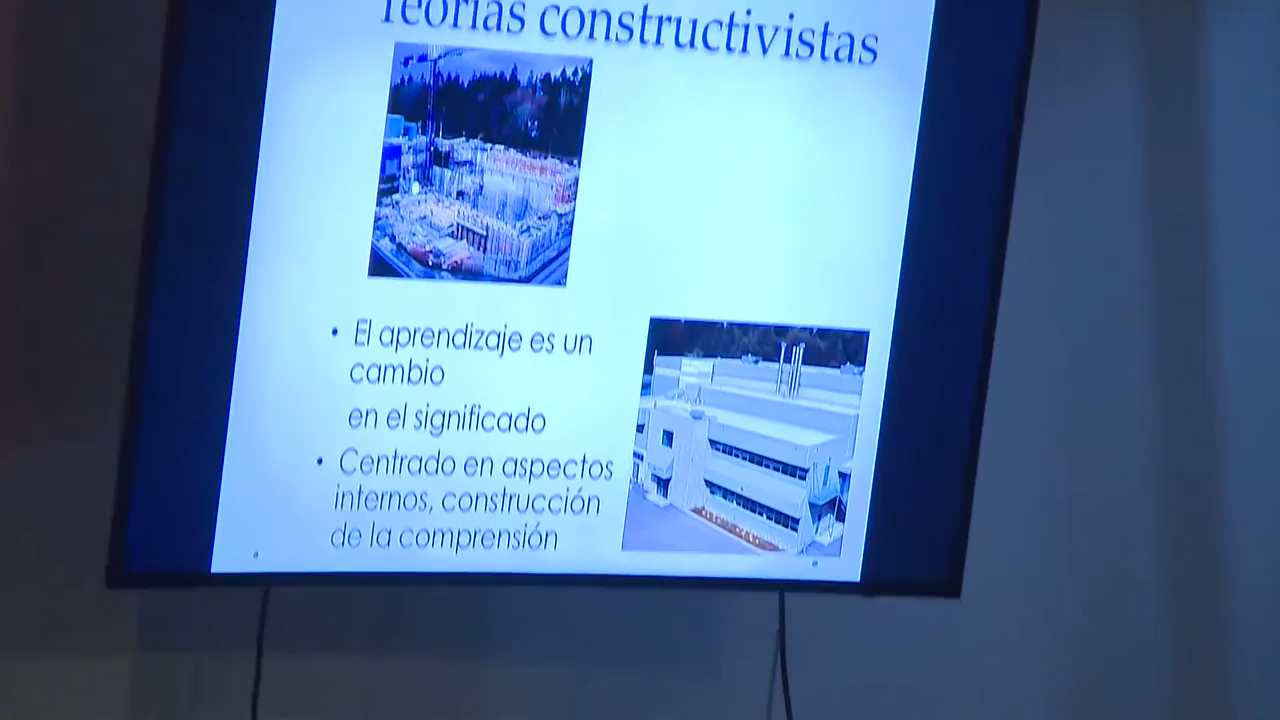 Teorías constructivistas
• El aprendizaje es un
cambio
en el significado
• Centrado en aspectos
internos, construcción
de la comprensión